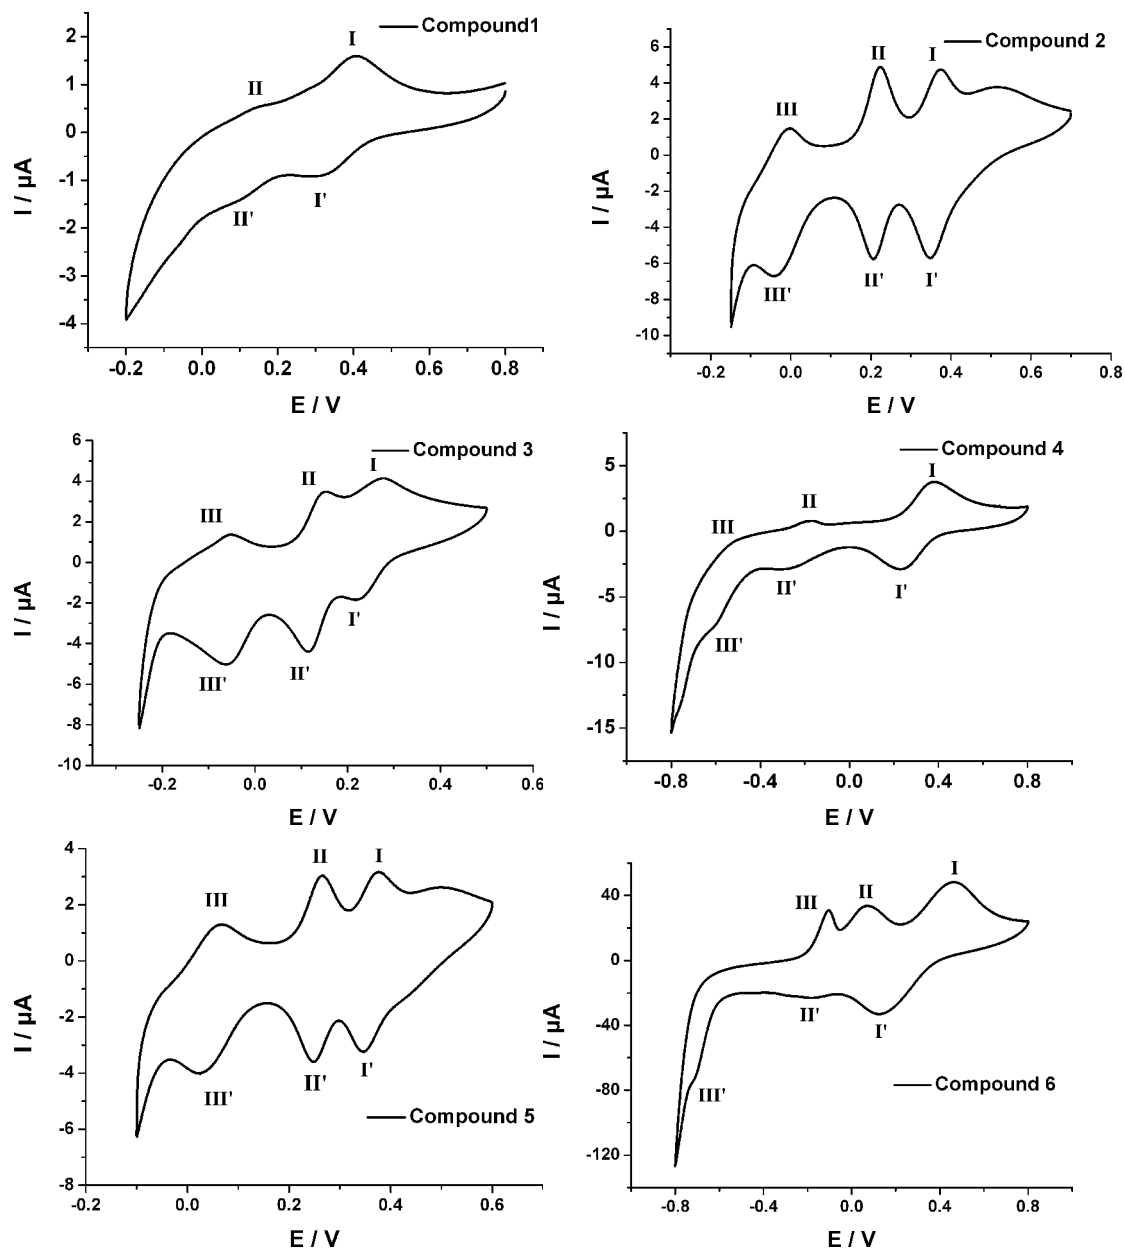 Compound1
I
II
II'
I'
2
1
0
-1
-2
-3
-4
I / µA
-0.2 0.0 0.2 0.4 0.6 0.8
E / V
Compound 2
II
I
III
III'
II'
I'
6
4
2
0
-2
-4
-6
-8
-10
I / µA
-0.2 0.0 0.2 0.4 0.6 0.8
E / V
Compound 3
I
II
III
I'
II'
III'
6
4
2
0
-2
-4
-6
-8
-10
I / µA
-0.2 0.0 0.2 0.4 0.6
E / V
Compound 4
I
II
III
II'
I'
III'
5
0
-5
-10
-15
I / µA
-0.8 -0.4 0.0 0.4 0.8
E / V
II
I
III
III'
II'
I'
Compound 5
4
2
0
-2
-4
-6
-8
I / µA
-0.2 0.0 0.2 0.4 0.6
E / V
I
III
II
II'
I'
III'
Compound 6
40
0
-40
-80
-120
I / µA
-0.8 -0.4 0.0 0.4 0.8
E / V